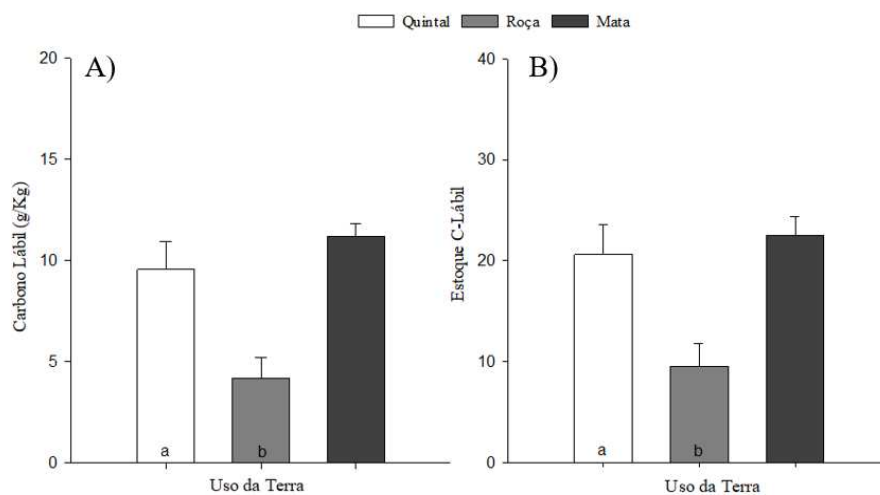 Quintal Roça Mata
A)
20
15
10
5
0
Carbono Lábil (g/Kg)
a
b
Uso da Terra
B)
40
30
20
10
0
Estoque C-Lábil
a
b
Uso da Terra